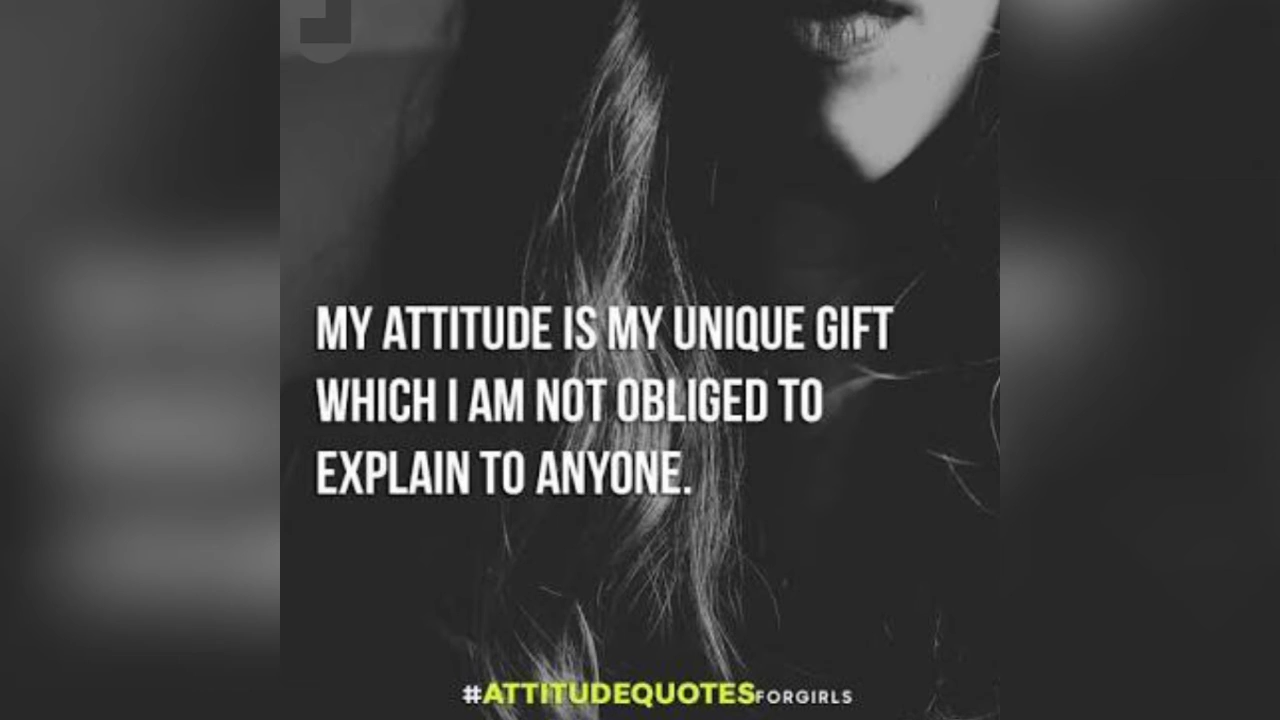 MY ATTITUDE IS MY UNIQUE GIFT
WHICH I AM NOT OBLIGED TO
EXPLAIN TO ANYONE.
#ATTITUDEQUOTESFORGIRLS